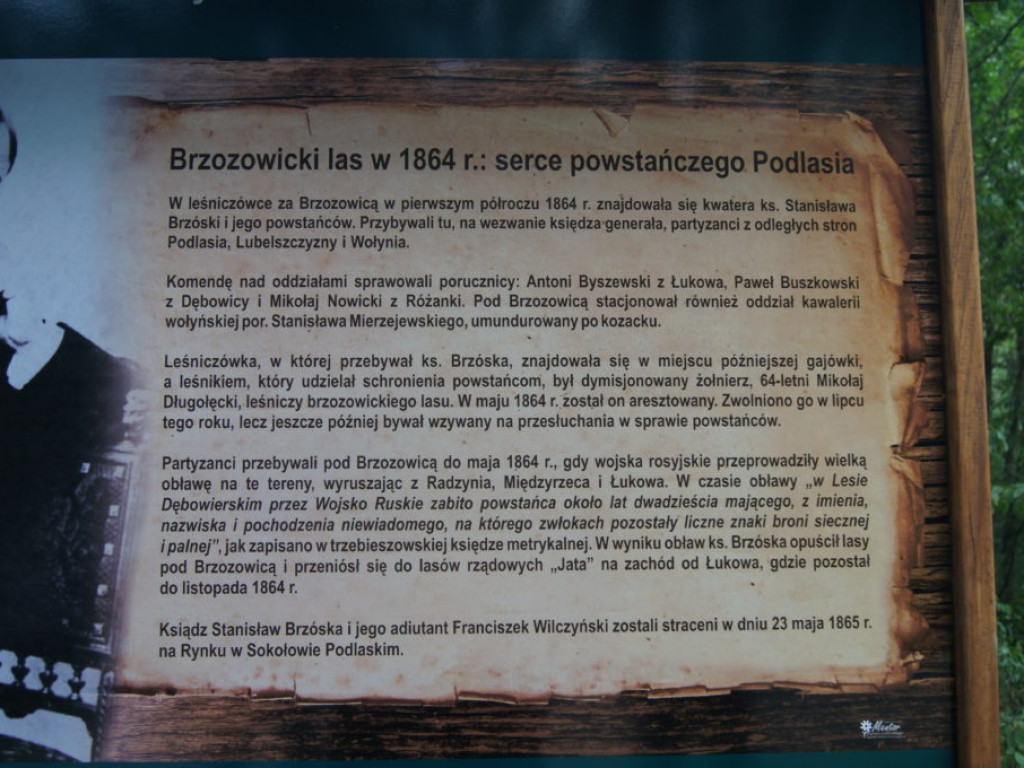 Brzozowicki las w 1864 r.: serce powstańczego Podlasia
W leśniczówce za Brzozowicą w pierwszym półroczu 1864 r. znajdowała się kwatera ks. Stanisława
Brzóski i jego powstańców. Przybywali tu, na wezwanie księdza generała, partyzanci z odległych stron
Podlasia, Lubelszczyzny i Wołynia.
Komendę nad oddziałami sprawowali porucznicy: Antoni Byszewski z Łukowa, Paweł Buszkowski
z Dębowicy i Mikołaj Nowicki z Różanki. Pod Brzozowicą stacjonował również oddział kawalerii
wołyńskiej por. Stanisława Mierzejewskiego, umundurowany po kozacku.
Leśniczówka, w której przebywał ks. Brzóska, znajdowała się w miejscu późniejszej gajówki,
a leśnikiem, który udzielał schronienia powstańcom, był dymisjonowany żołnierz, 64-letni Mikołaj
Długołęcki, leśniczy brzozowickiego lasu. W maju 1864 r. został on aresztowany. Zwolniono go w lipcu
tego roku, lecz jeszcze później bywał wzywany na przesłuchania w sprawie powstańców.
Partyzanci przebywali pod Brzozowicą do maja 1864 r., gdy wojska rosyjskie przeprowadziły wielką
obławę na te tereny, wyruszając z Radzynia, Międzyrzeca i Łukowa. W czasie obławy „w Lesie
Dębowierskim przez Wojsko Ruskie zabito powstańca około lat dwadzieścia mającego, z imienia,
nazwiska i pochodzenia niewiadomego, na którego zwłokach pozostały liczne znaki broni siecznej
i palnej”, jak zapisano w trzebieszowskiej księdze metrykalnej. W wyniku obław ks. Brzóska opuścił lasy
pod Brzozowicą i przeniósł się do lasów rządowych „Jata” na zachód od Łukowa, gdzie pozostał
do listopada 1864 r.
Ksiądz Stanisław Brzóska i jego adiutant Franciszek Wilczyński zostali straceni w dniu 23 maja 1865 r.
na Rynku w Sokołowie Podlaskim.